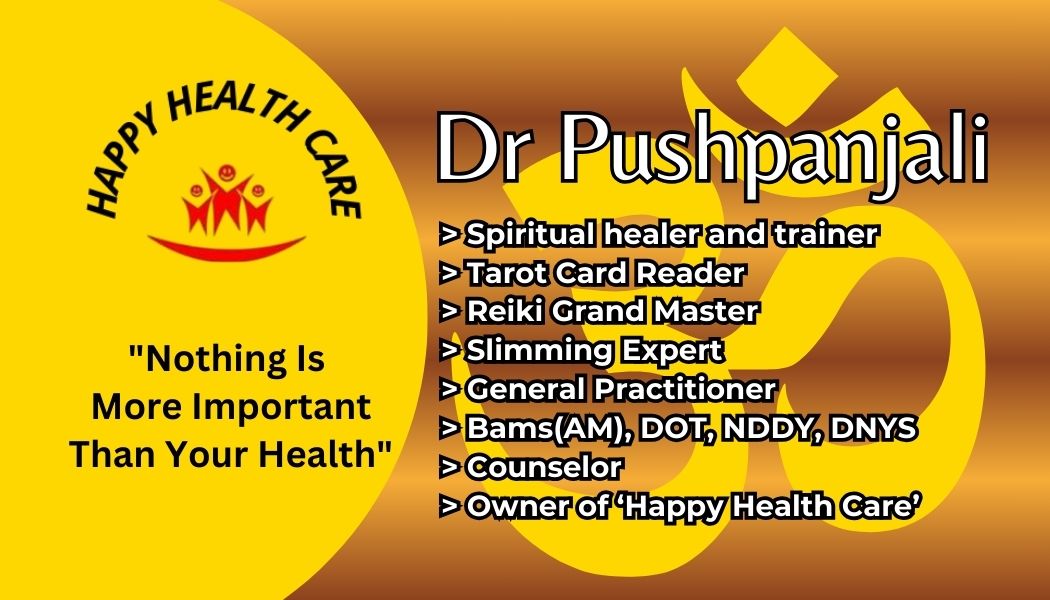 HAPPY HEALTH CARE
"Nothing Is
More Important
Than Your Health"
Dr Pushpanjali
> Spiritual healer and trainer
> Tarot Card Reader
> Reiki Grand Master
> Slimming Expert
> General Practitioner
> Bams(AM), DOT, NDDY, DNYS
> Counselor
> Owner of ‘Happy Health Care’